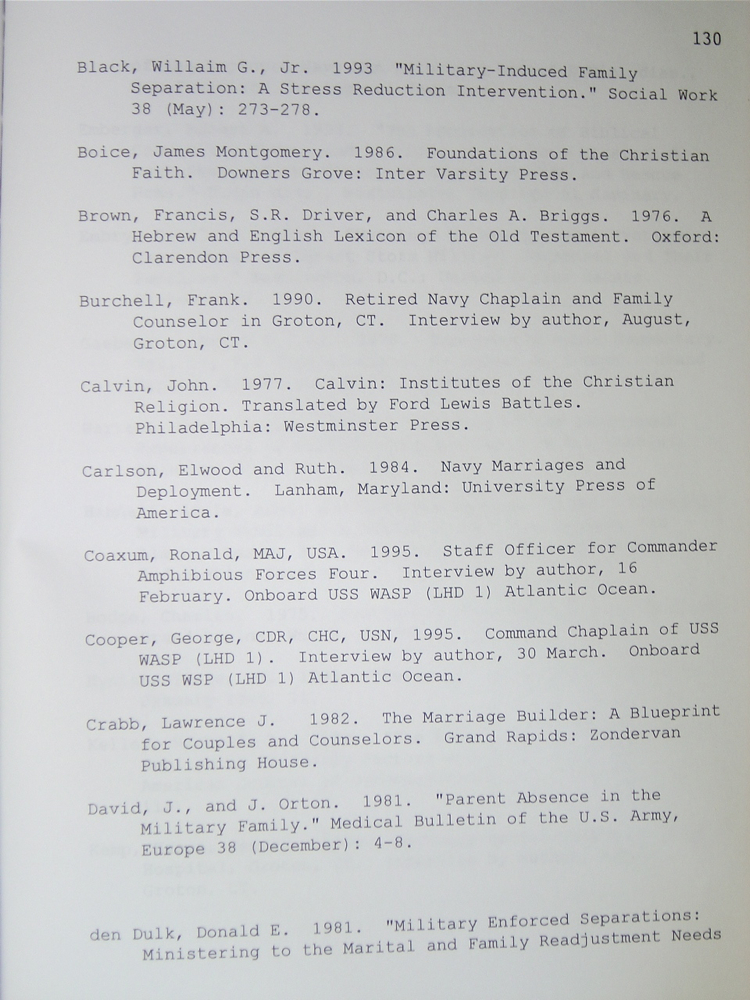 130
Black, Willaim G., Jr. 1993 "Military-Induced Family
Separation: A Stress Reduction Intervention." Social Work
38 (May): 273-278.
Boice, James Montgomery. 1986. Foundations of the Christian
Faith. Downers Grove: Inter Varsity Press.
Brown, Francis, S.R. Driver, and Charles A. Briggs. 1976. A
Hebrew and English Lexicon of the Old Testament. Oxford:
Clarendon Press.
Burchell, Frank. 1990. Retired Navy Chaplain and Family
Counselor in Groton, CT. Interview by author, August,
Groton, CT.
Calvin, John. 1977. Calvin: Institutes of the Christian
Religion. Translated by Ford Lewis Battles.
Philadelphia: Westminster Press.
Carlson, Elwood and Ruth. 1984. Navy Marriages and
Deployment. Lanham, Maryland: University Press of
America.
Coaxum, Ronald, MAJ, USA. 1995. Staff Officer for Commander
Amphibious Forces Four. Interview by author, 16
February. Onboard USS WASP (LHD 1) Atlantic Ocean.
Cooper, George, CDR, CHC, USN, 1995. Command Chaplain of USS
WASP (LHD 1). Interview by author, 30 March. Onboard
USS WSP (LHD 1) Atlantic Ocean.
Crabb, Lawrence J. 1982. The Marriage Builder: A Blueprint
for Couples and Counselors. Grand Rapids: Zondervan
Publishing House.
David, J., and J. Orton. 1981. "Parent Absence in the
Military Family." Medical Bulletin of the U.S. Army,
Europe 38 (December): 4-8.
den Dulk, Donald E. 1981. "Military Enforced Separations:
Ministering to the Marital and Family Readjustment Needs